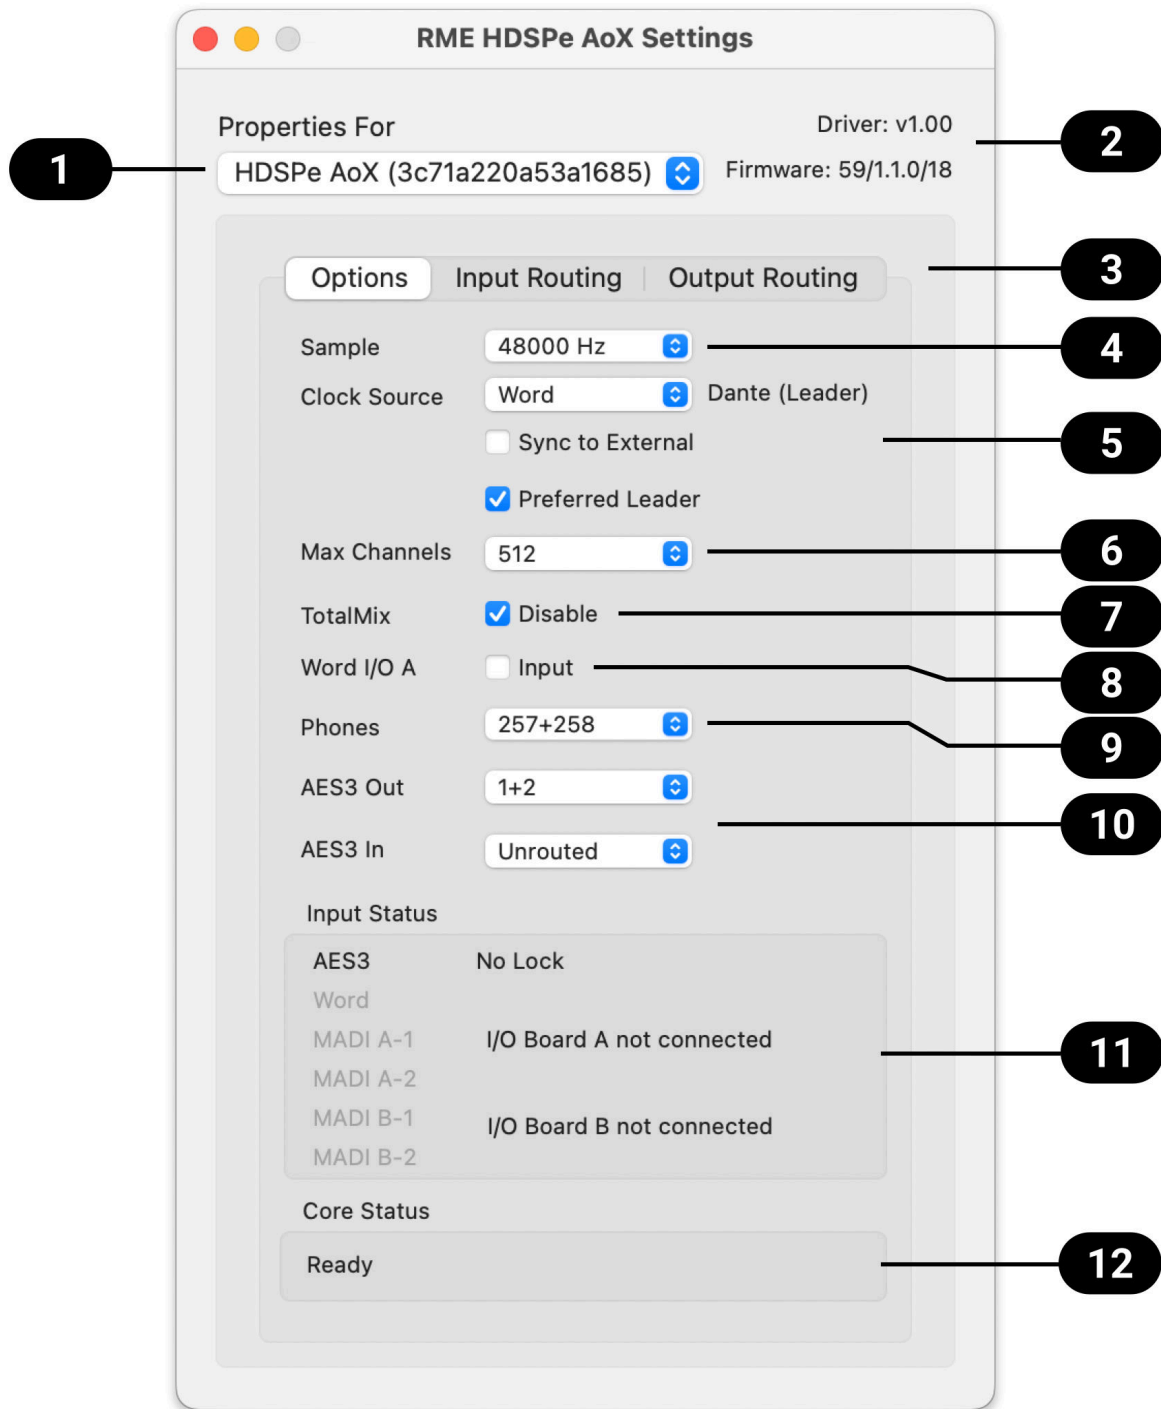 RME HDSPe AoX Settings
Properties For
Driver: v1.00
2
1
HDSPe AoX (3c71a220a53a1685)
Firmware: 59/1.1.0/18
Options Input Routing Output Routing
3
Sample 48000 Hz
4
Clock Source Word Dante (Leader)
Sync to External
5
Preferred Leader
Max Channels 512
6
TotalMix Disable
7
Word I/O A Input
8
Phones 257+258
9
AES3 Out 1+2
10
AES3 In Unrouted
Input Status
AES3 No Lock
Word
MADI A-1 I/O Board A not connected
11
MADI A-2
MADI B-1 I/O Board B not connected
MADI B-2
Core Status
Ready
12